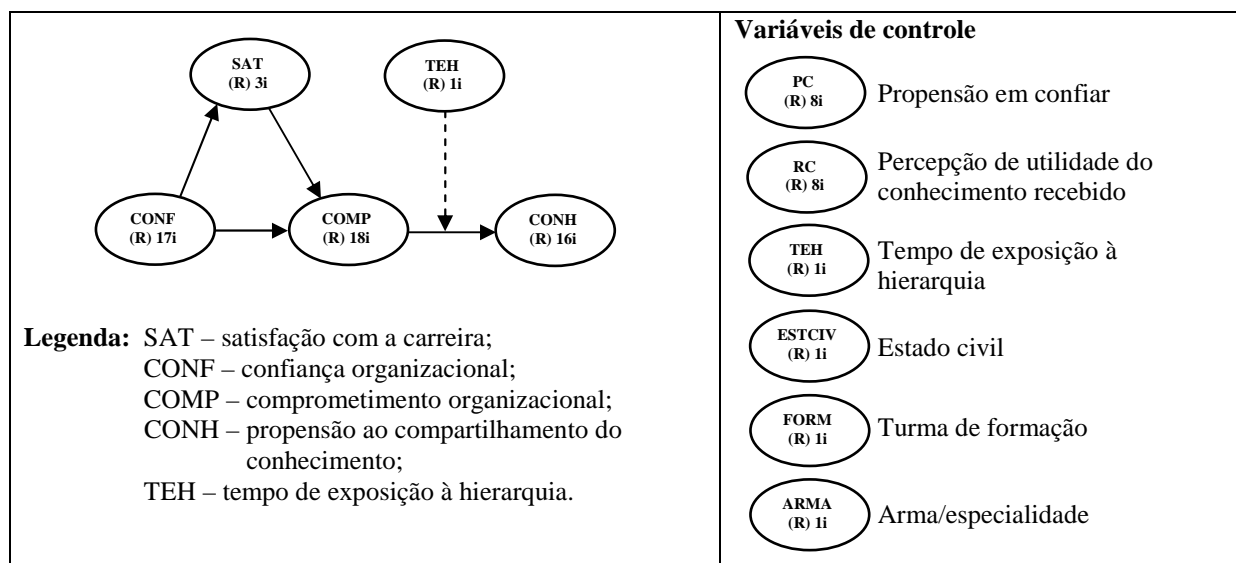 SAT
(R) 3i
TEH
(R) 1i
CONF
(R) 17i
COMP
(R) 18i
CONH
(R) 16i
Legenda: SAT – satisfação com a carreira;
CONF – confiança organizacional;
COMP – comprometimento organizacional;
CONH – propensão ao compartilhamento do
conhecimento;
TEH – tempo de exposição à hierarquia.
Variáveis de controle
PC
(R) 8i
Propensão em confiar
RC
(R) 8i
Percepção de utilidade do
conhecimento recebido
TEH
(R) 1i
Tempo de exposição à
hierarquia
ESTCIV
(R) 1i
Estado civil
FORM
(R) 1i
Turma de formação
ARMA
(R) 1i
Arma/especialidade